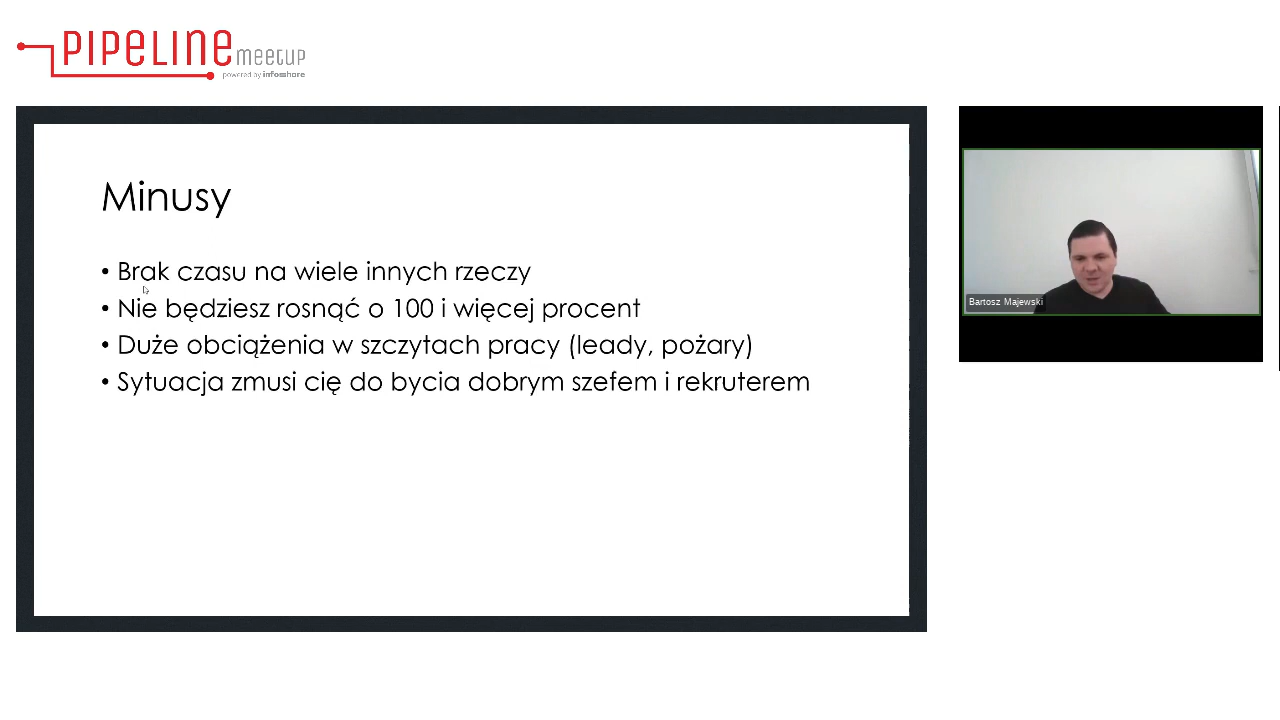 PIPELINE meetup
powered by infoshare
Minusy
• Brak czasu na wiele innych rzeczy
• Nie będziesz rosnąć o 100 i więcej procent
• Duże obciążenia w szczytach pracy (leady, pożary)
• Sytuacja zmusi cię do bycia dobrym szefem i rekruterem
Bartosz Majewski